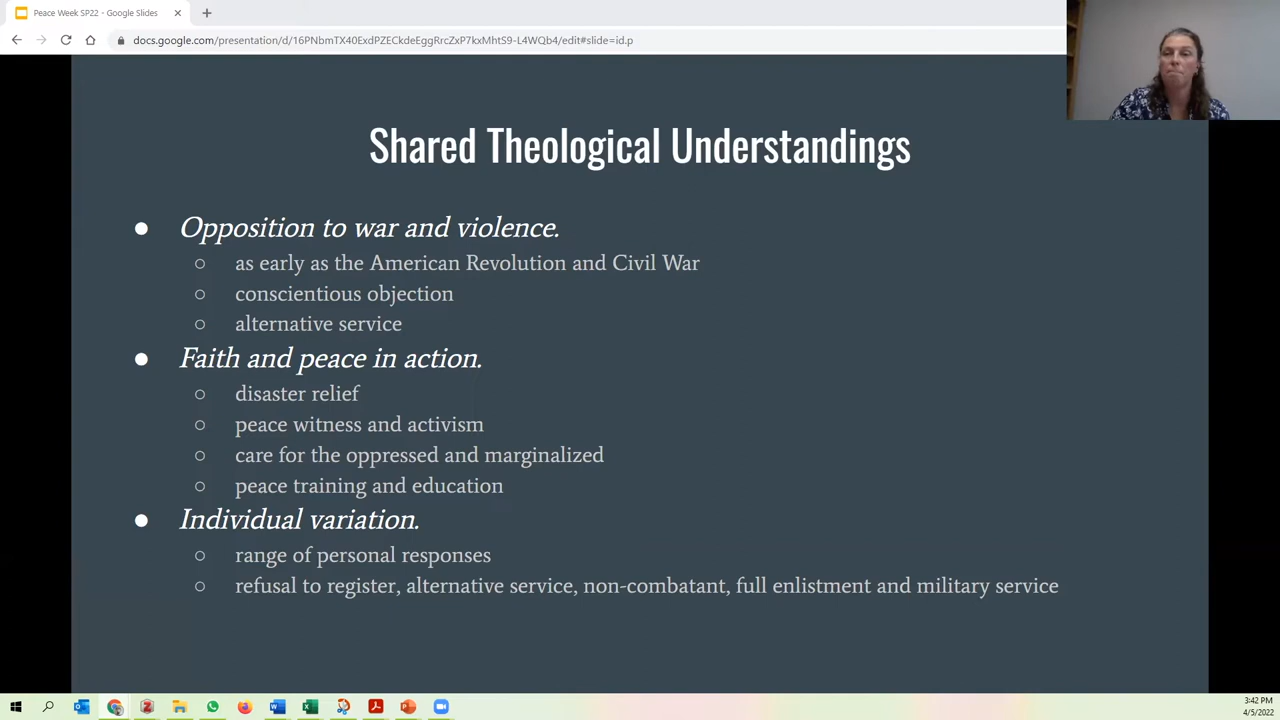 Peace Week SP22 - Google Slides
docs.google.com/presentation/d/16PNbmTX40ExdPZECkdeEggRrcZxP7kxMhtS9-L4WQb4/edit#slide=id.p
Shared Theological Understandings
● Opposition to war and violence.
○ as early as the American Revolution and Civil War
○ conscientious objection
○ alternative service
● Faith and peace in action.
○ disaster relief
○ peace witness and activism
○ care for the oppressed and marginalized
○ peace training and education
● Individual variation.
○ range of personal responses
○ refusal to register, alternative service, non-combatant, full enlistment and military service
3:42 PM
4/5/2022